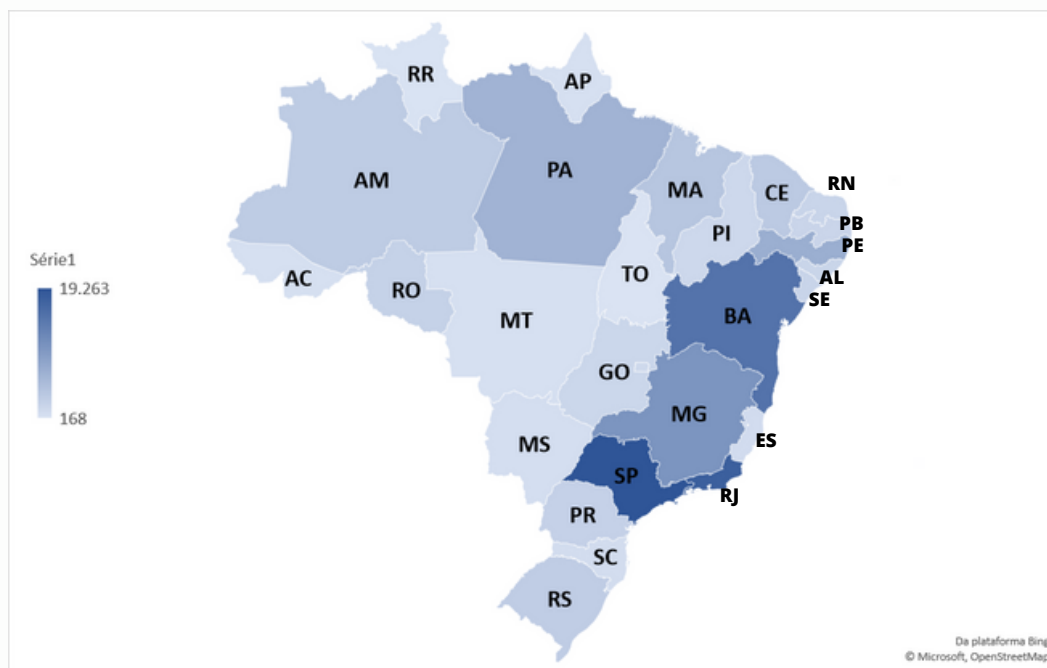 RR
AP
AM
PA
MA
CE
RN
PI
PB
PE
AC
RO
TO
AL
SE
BA
MT
GO
MG
MS
ES
SP
RJ
PR
SC
RS
Série1
19.263
168
Da plataforma Bing
© Microsoft, OpenStreetMap